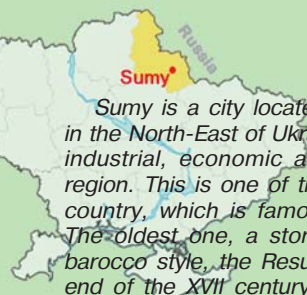 Russia
Sumy
Sumy is a city locate
in the North-East of Ukr
industrial, economic a
region. This is one of t
country, which is famo
The oldest one, a ston
barocco style, the Resu
end of the XVII century